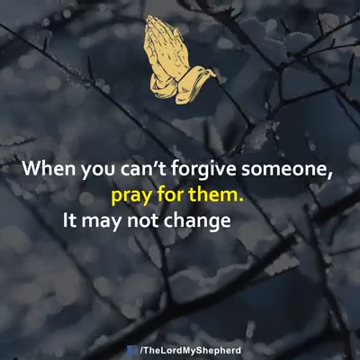 When you can't forgive someone,
pray for them.
It may not change
/TheLordMyShepherd